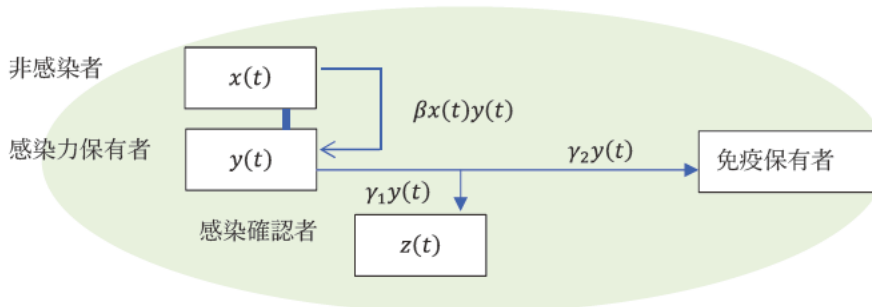 非感染者
x(t)
βx(t)y(t)
感染力保有者
y(t)
γ₂y(t)
免疫保有者
γ₁y(t)
感染確認者
z(t)